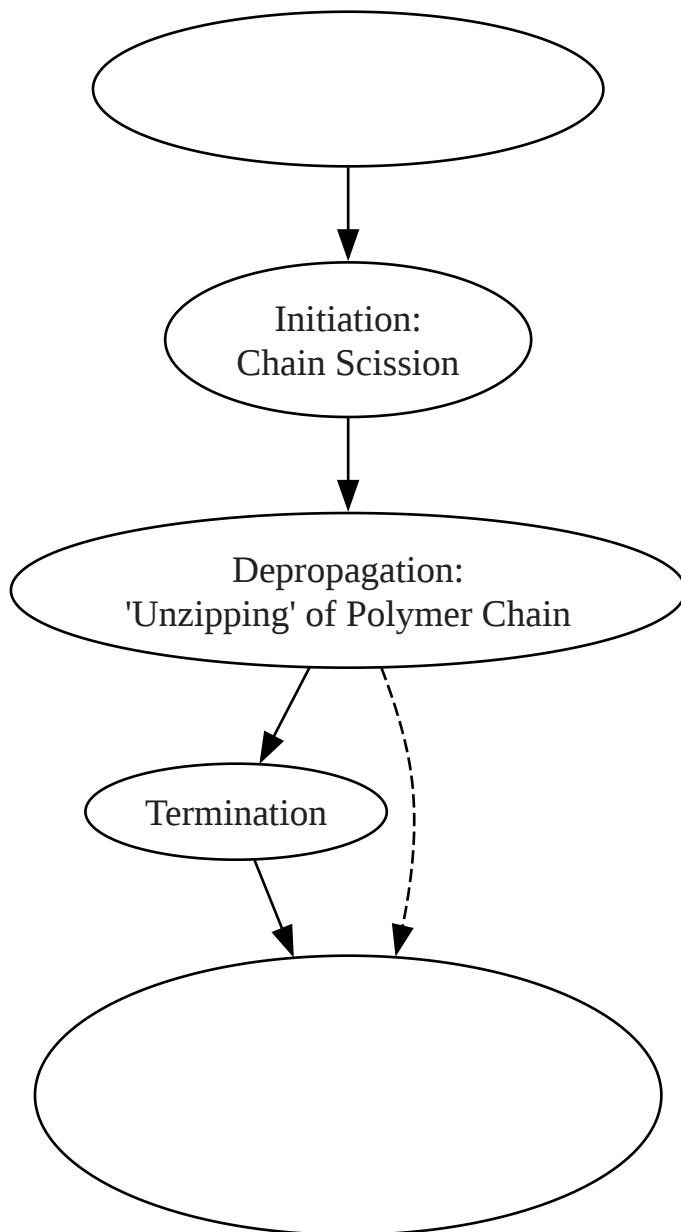 Initiation:
Chain Scission
Depropagation:
'Unzipping' of Polymer Chain
Termination